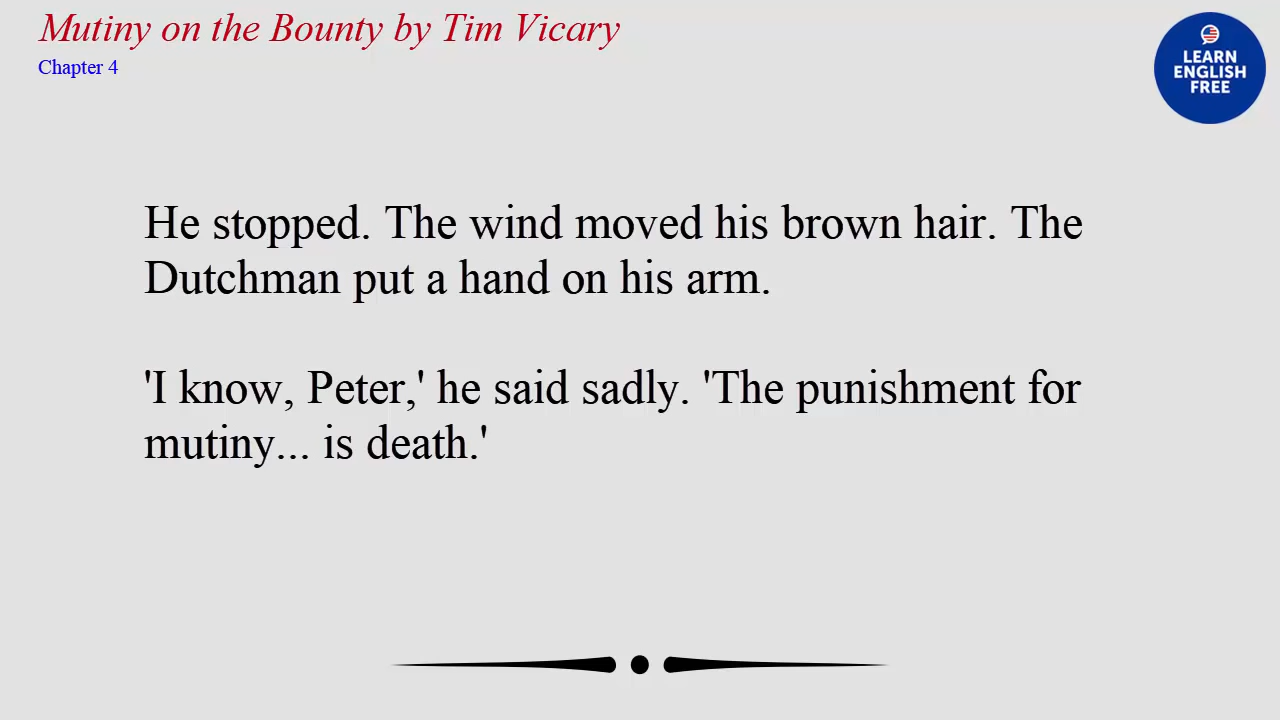 Mutiny on the Bounty by Tim Vicary
Chapter 4
LEARN
ENGLISH
FREE
He stopped. The wind moved his brown hair. The
Dutchman put a hand on his arm.
'I know, Peter,' he said sadly. 'The punishment for
mutiny... is death.'